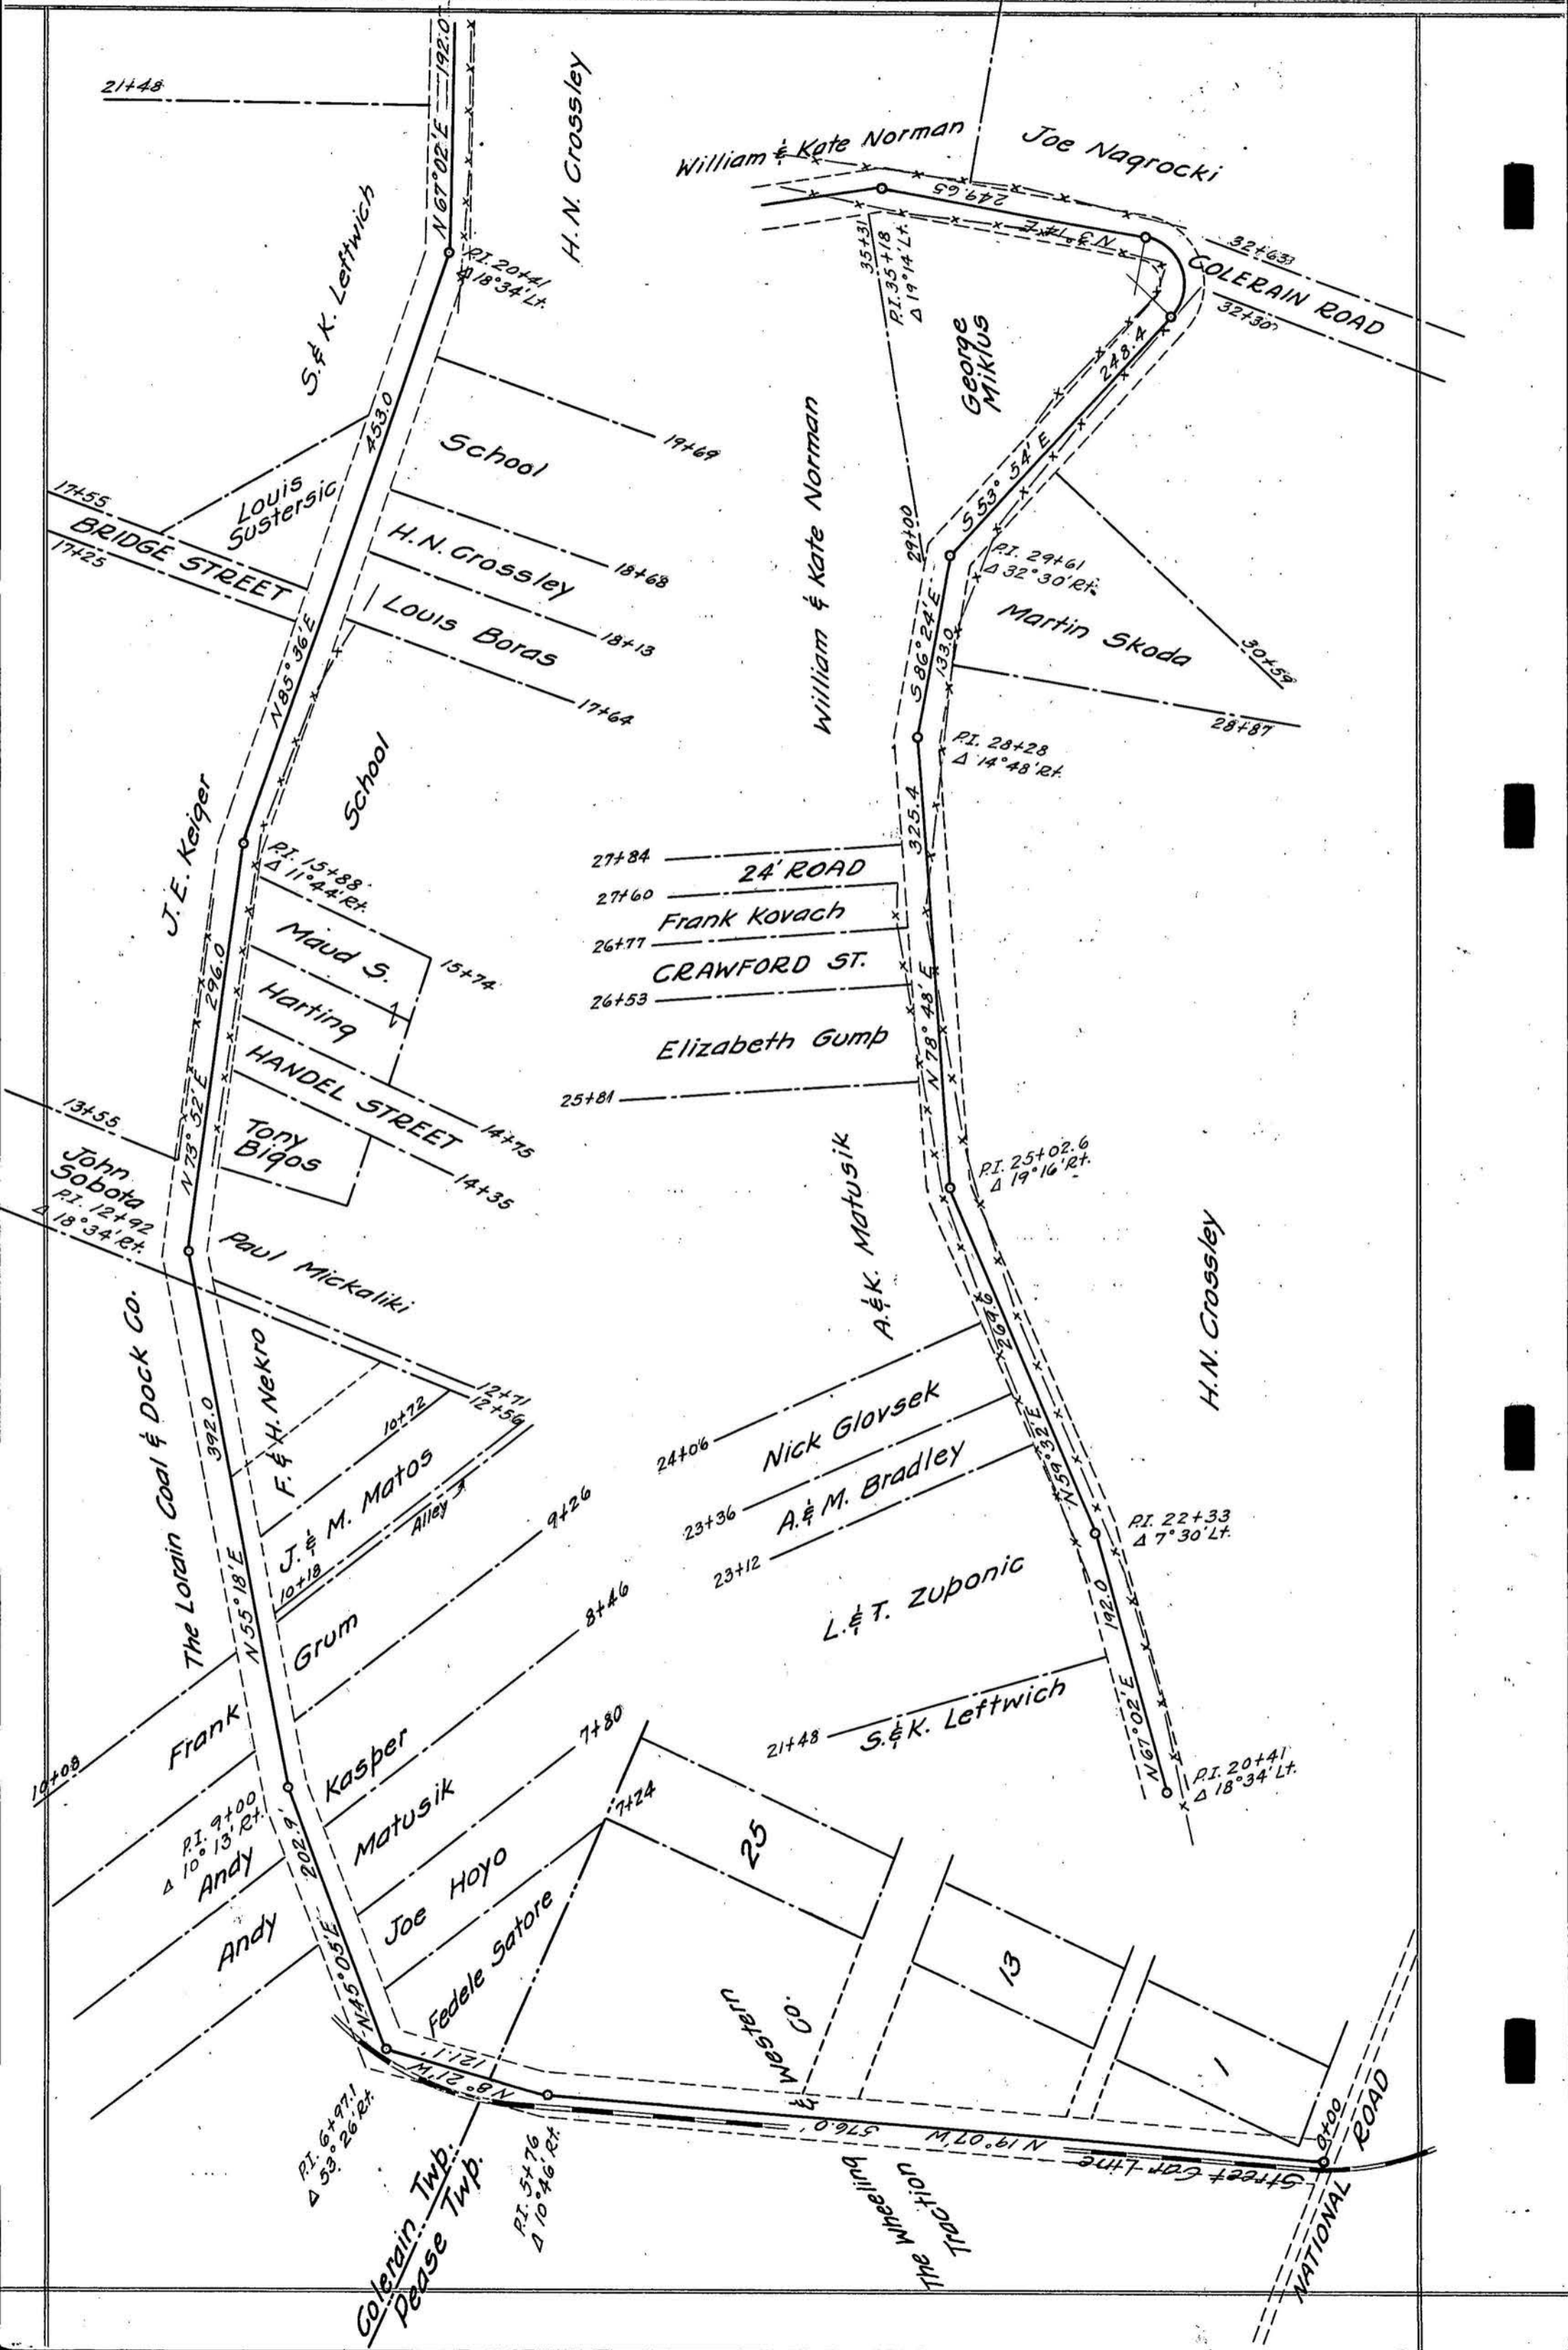 21+48
N 67°02'E 192.0
H. N. Crossley
S. & K. Leftwich
P.I. 20+41
Δ 18°34' Lt.
453.0
19+69
School
Louis
Sustersic
17+55
BRIDGE STREET
17+25
H. N. Crossley
18+68
Louis Boras
18+13
17+64
N 85°36'E
School
J. E. Keiger
P.I. 15+88
Δ 11°44' Rt.
Maud S.
15+74
Harting
296.0
HANDEL STREET
14+75
N 73°52'E
Tony
Bigos
14+35
13+55
John
Sobota
P.I. 12+92
Δ 18°34' Rt.
Paul Mickaliki
The Lorain Coal & Dock Co.
392.0
F. & H. Nekro
12+71
12+56
10+72
J. & M. Matos
Alley
10+18
N 55°18'E
9+26
Frank Grum
10+08
8+46
Andy Kasper
P.I. 9+00
Δ 10°13' Rt.
202.9'
Andy Matusik
7+80
Joe Hoyo
7+24
N 45°05'E
Fedele Satore
P.I. 6+97.1
Δ 53°26' Rt.
121.1'
N 8°21' W
Colerain Twp.
Pease Twp.
P.I. 5+76
Δ 10°46' Rt.
576.0'
N 19°07' W
The Wheeling & Western
Traction Co.
Street Car Line
25
13
1
0+00
NATIONAL ROAD
William & Kate Norman
Joe Nagrocki
249.65
N 3°14' E
35+31
P.I. 35+18
Δ 19°14' Lt.
32+63
COLERAIN ROAD
32+30
George
Miklus
248.4
S 53°54' E
William & Kate Norman
29+00
P.I. 29+61
Δ 32°30' Rt.
Martin Skoda
30+59
S 86°24' E
133.0
28+87
P.I. 28+28
Δ 14°48' Rt.
325.4
27+84
24' ROAD
27+60
Frank Kovach
26+77
CRAWFORD ST.
26+53
Elizabeth Gump
N 78°48' E
25+81
A. & K. Matusik
P.I. 25+02.6
Δ 19°16' Rt.
H. N. Crossley
269.6
24+06
Nick Glovsek
23+36
A. & M. Bradley
N 59°32' E
23+12
P.I. 22+33
Δ 7°30' Lt.
L. & T. Zuponic
192.0
21+48
S. & K. Leftwich
N 67°02' E
P.I. 20+41
Δ 18°34' Lt.